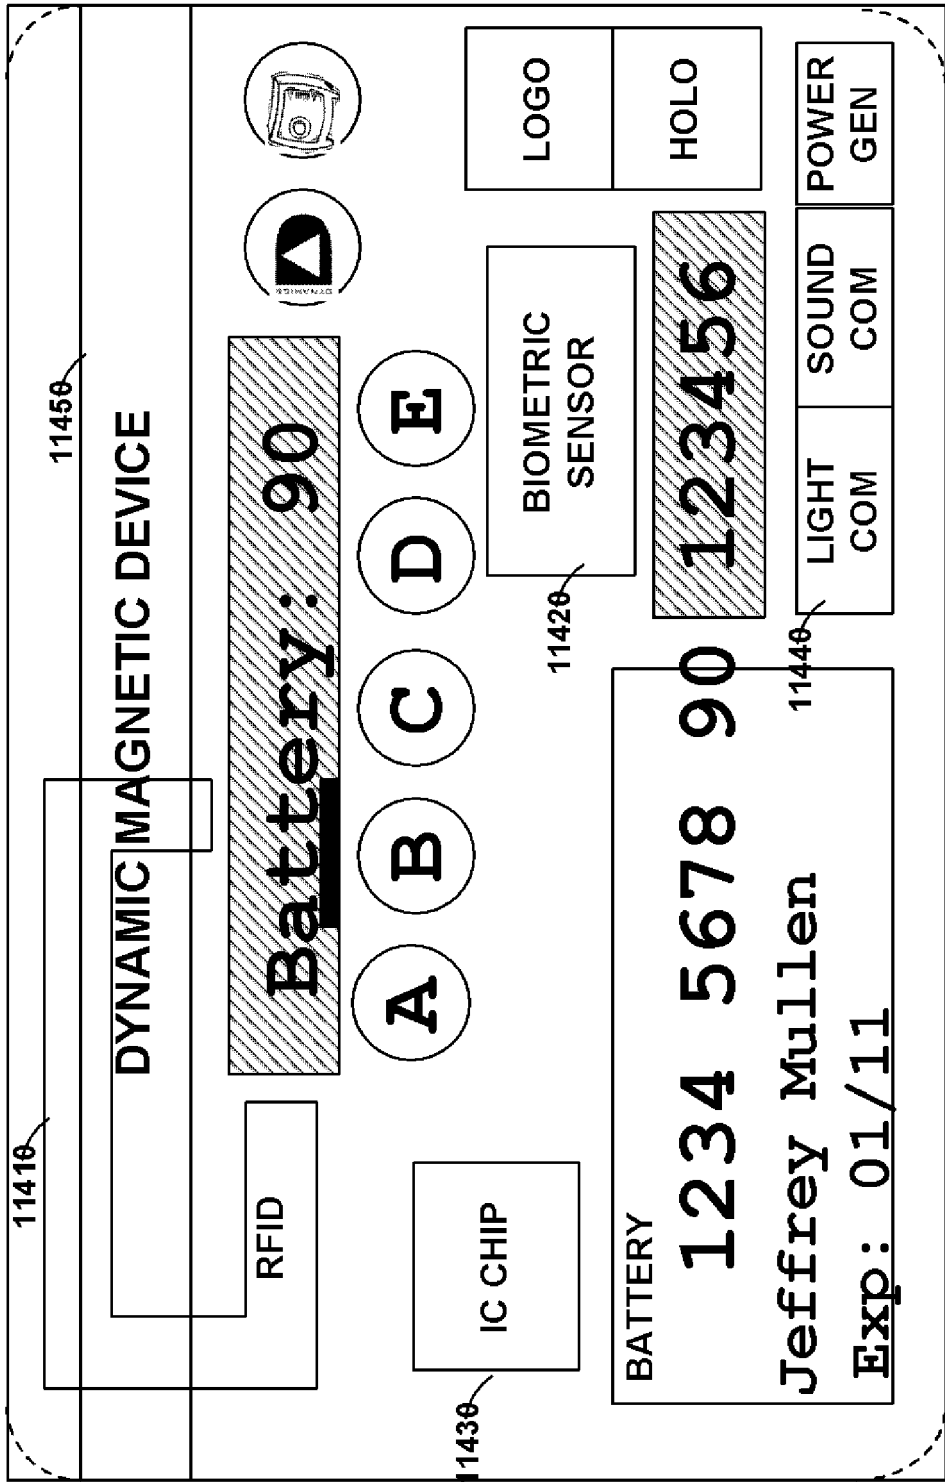 11410
11450
DYNAMIC MAGNETIC DEVICE
RFID
Battery: 90
DYNAMICS
A B C D E
IC CHIP
11430
BIOMETRIC
SENSOR
11420
LOGO
HOLO
BATTERY
1234 5678 90 123456
Jeffrey Mullen
Exp: 01/11
11440
LIGHT
COM
SOUND
COM
POWER
GEN